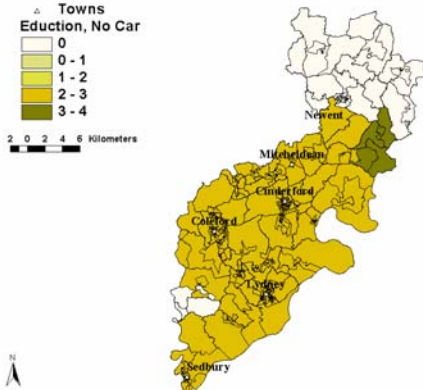 Towns
Eduction, No Car
0
0 - 1
1 - 2
2 - 3
3 - 4
2 0 2 4 6 Kilometers
Newent
Mitcheldean
Cinderford
Coleford
Lydney
Sedbury
N